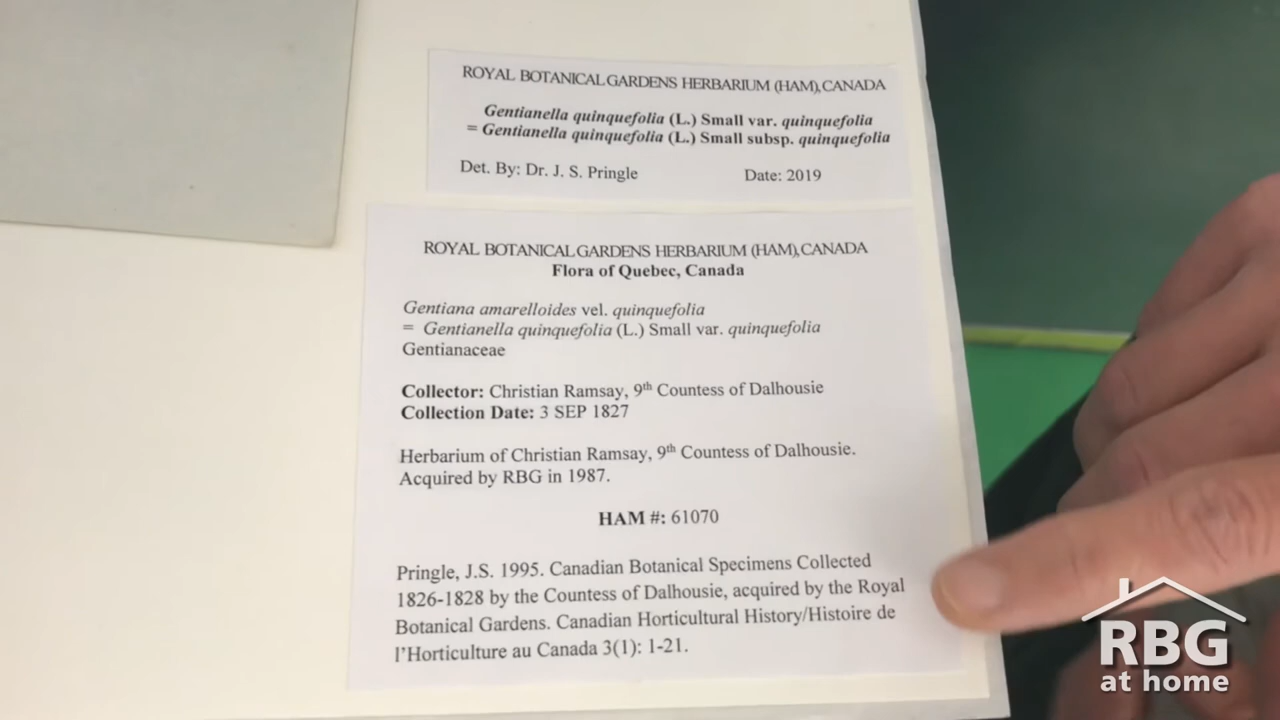 ROYAL BOTANICAL GARDENS HERBARIUM (HAM), CANADA
Gentianella quinquefolia (L.) Small var. quinquefolia
= Gentianella quinquefolia (L.) Small subsp. quinquefolia
Det. By: Dr. J. S. Pringle Date: 2019
ROYAL BOTANICAL GARDENS HERBARIUM (HAM), CANADA
Flora of Quebec, Canada
Gentiana amarelloides vel. quinquefolia
= Gentianella quinquefolia (L.) Small var. quinquefolia
Gentianaceae
Collector: Christian Ramsay, 9th Countess of Dalhousie
Collection Date: 3 SEP 1827
Herbarium of Christian Ramsay, 9th Countess of Dalhousie.
Acquired by RBG in 1987.
HAM #: 61070
Pringle, J.S. 1995. Canadian Botanical Specimens Collected
1826-1828 by the Countess of Dalhousie, acquired by the Royal
Botanical Gardens. Canadian Horticultural History/Histoire de
l'Horticulture au Canada 3(1): 1-21.
RBG
at home